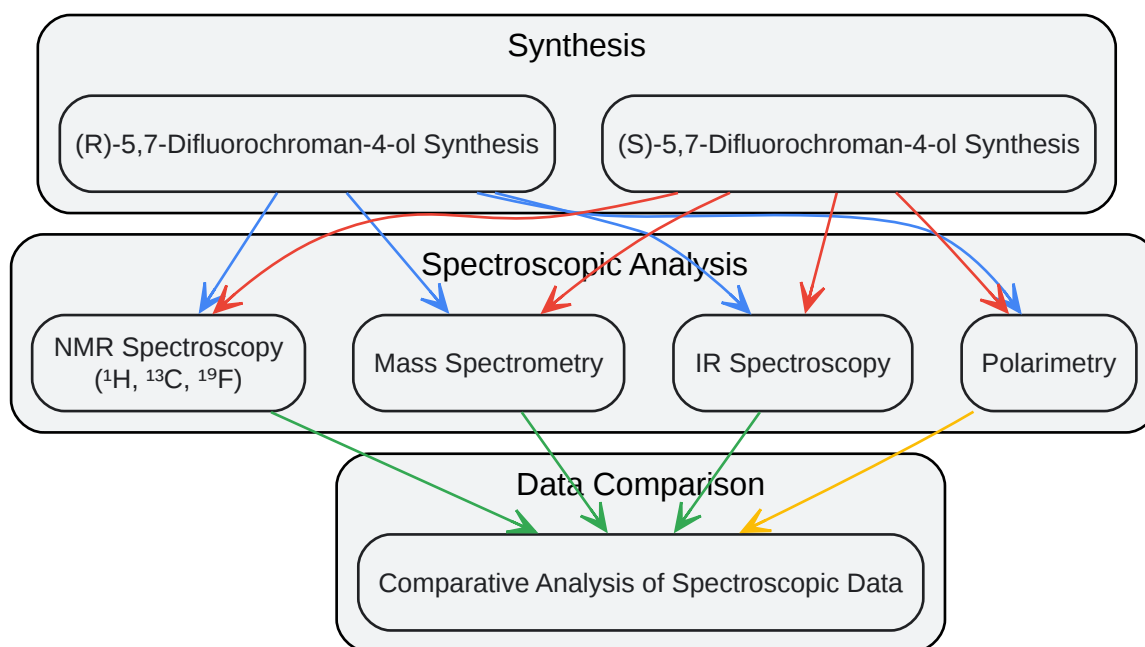 Synthesis
(R)-5,7-Difluorochroman-4-ol Synthesis
(S)-5,7-Difluorochroman-4-ol Synthesis
Spectroscopic Analysis
NMR Spectroscopy
(¹H, ¹³C, ¹⁹F)
Mass Spectrometry
IR Spectroscopy
Polarimetry
Data Comparison
Comparative Analysis of Spectroscopic Data